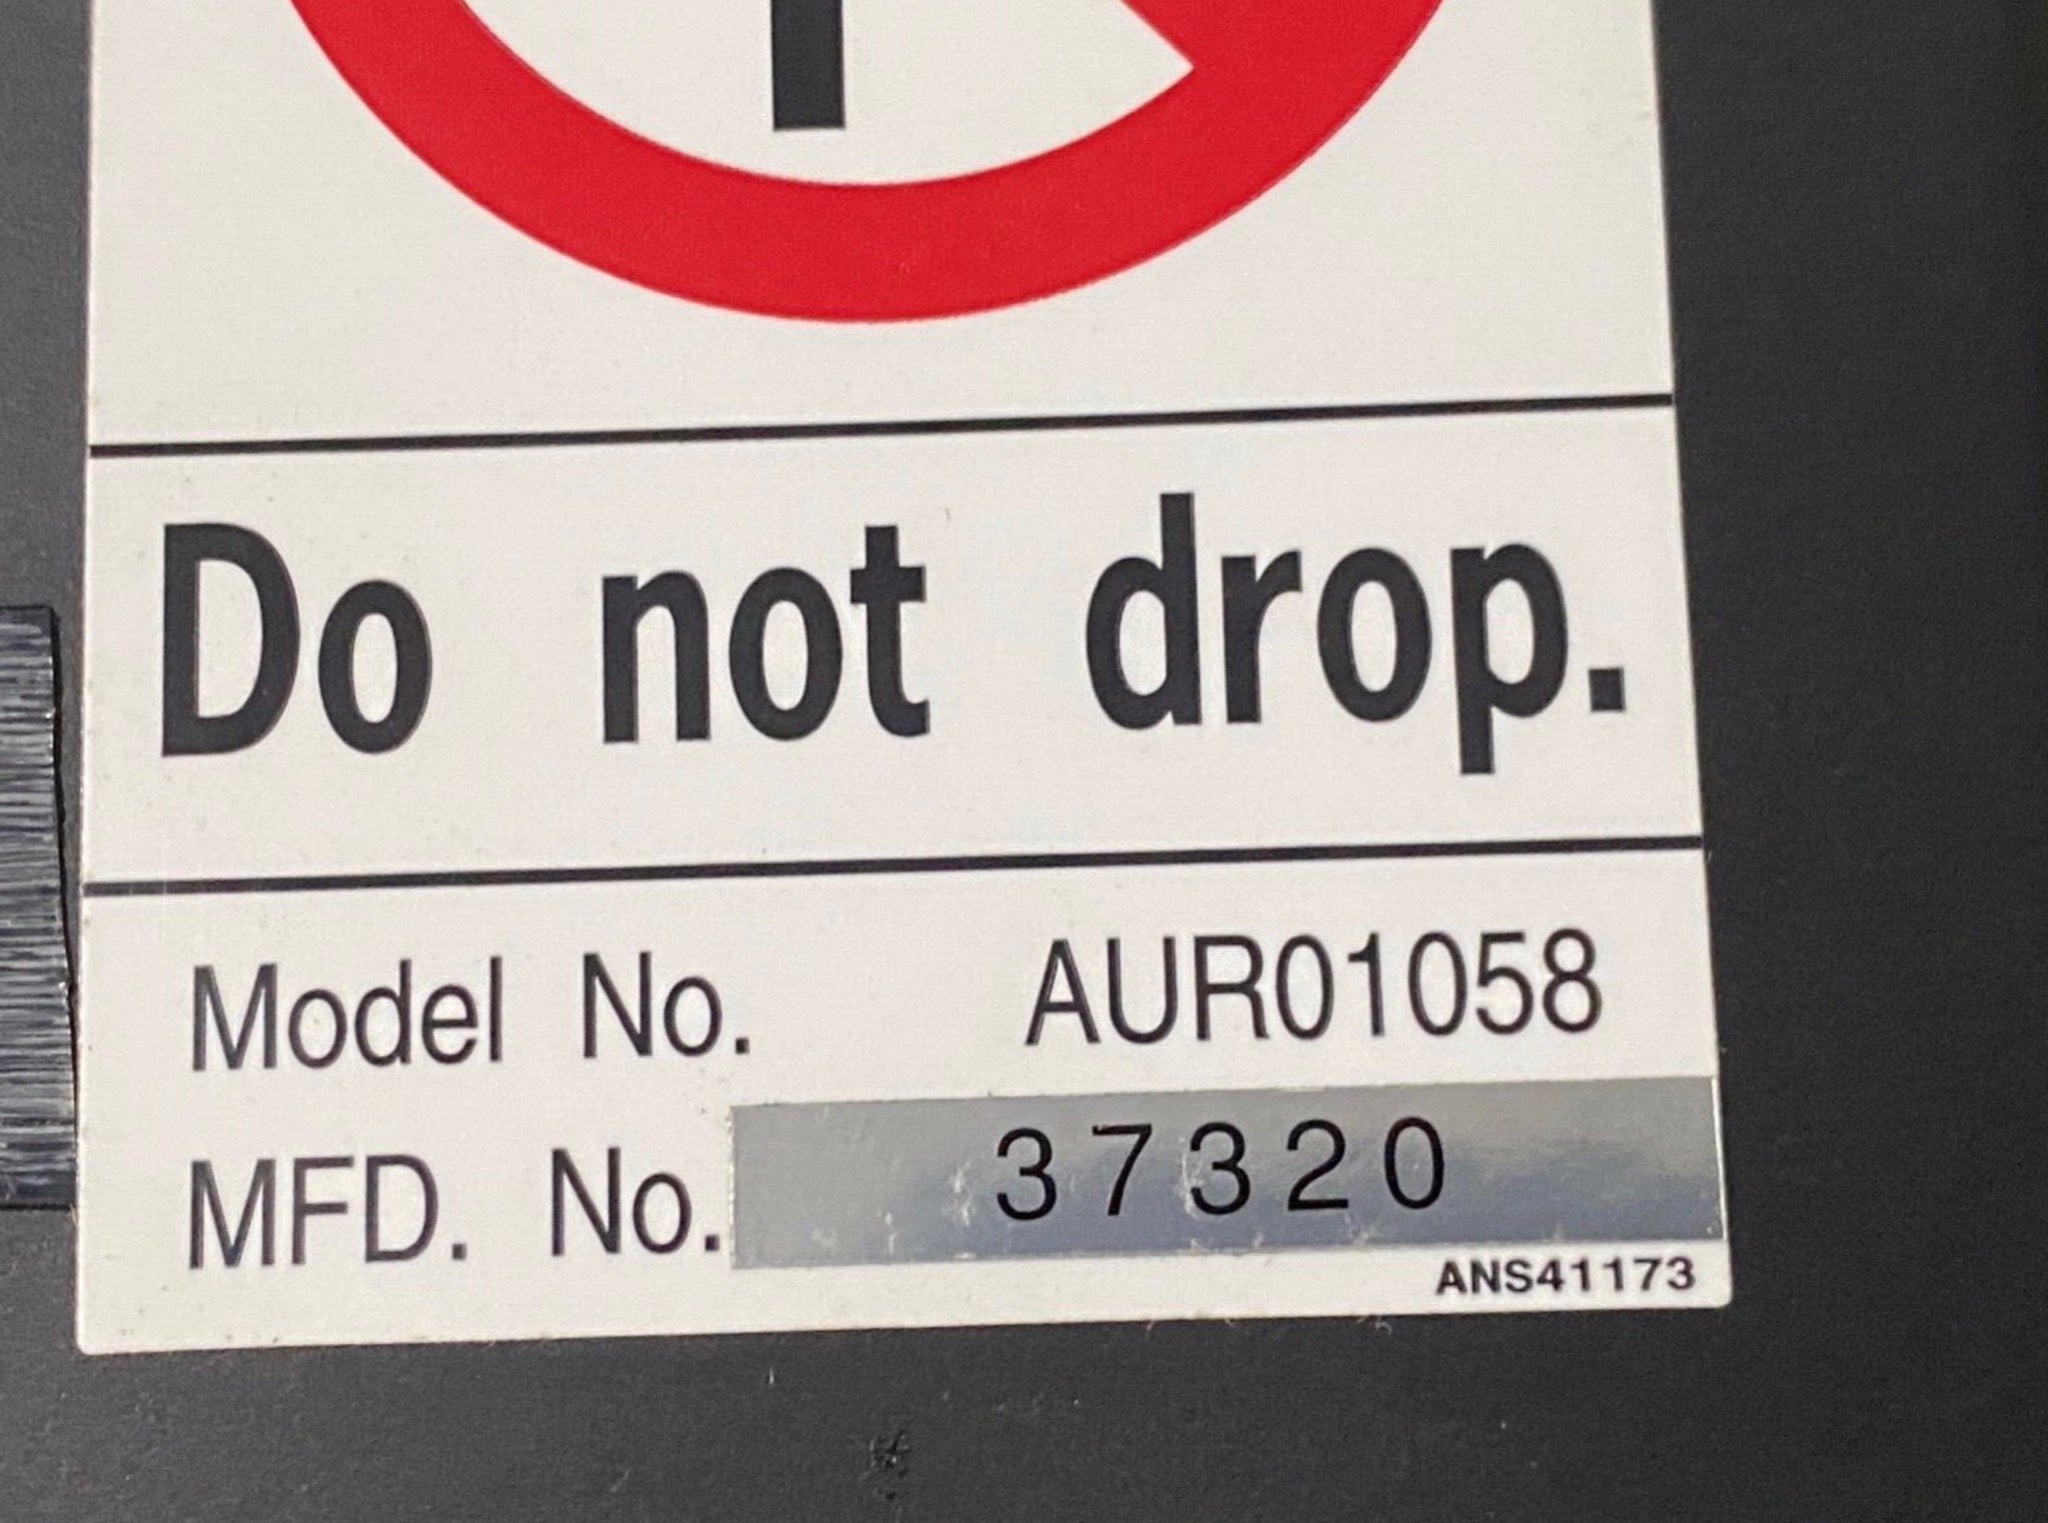 Do not drop.
Model No. AUR01058
MFD. No. 37320
ANS41173